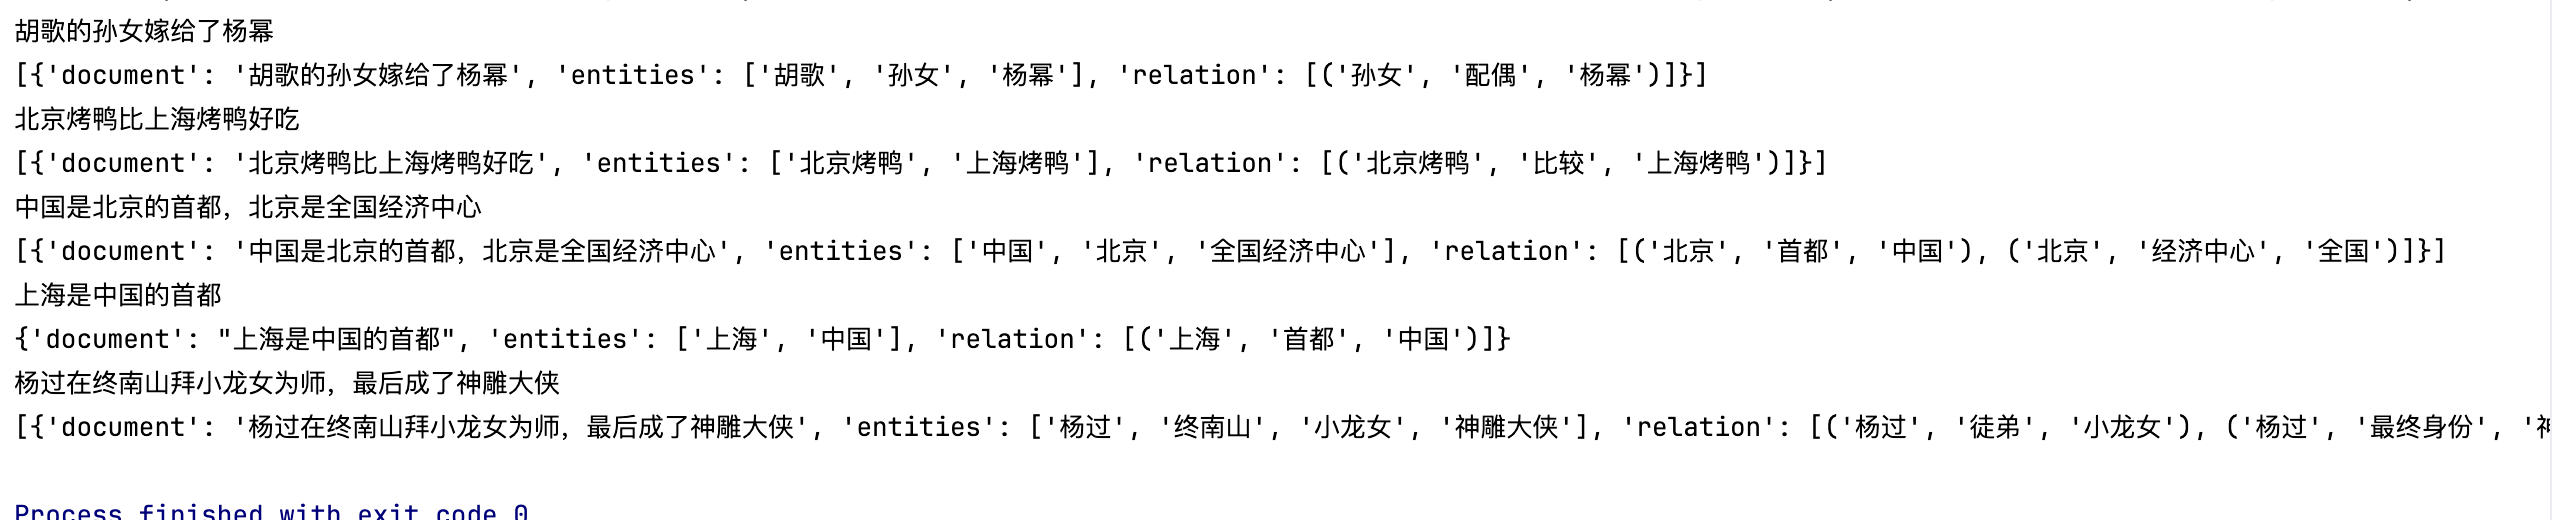 胡歌的孙女嫁给了杨幂
[{'document': '胡歌的孙女嫁给了杨幂', 'entities': ['胡歌', '孙女', '杨幂'], 'relation': [('孙女', '配偶', '杨幂')]}]
北京烤鸭比上海烤鸭好吃
[{'document': '北京烤鸭比上海烤鸭好吃', 'entities': ['北京烤鸭', '上海烤鸭'], 'relation': [('北京烤鸭', '比较', '上海烤鸭')]}]
中国是北京的首都，北京是全国经济中心
[{'document': '中国是北京的首都，北京是全国经济中心', 'entities': ['中国', '北京', '全国经济中心'], 'relation': [('北京', '首都', '中国'), ('北京', '经济中心', '全国')]}]
上海是中国的首都
{'document': "上海是中国的首都", 'entities': ['上海', '中国'], 'relation': [('上海', '首都', '中国')]}
杨过在终南山拜小龙女为师，最后成了神雕大侠
[{'document': '杨过在终南山拜小龙女为师，最后成了神雕大侠', 'entities': ['杨过', '终南山', '小龙女', '神雕大侠'], 'relation': [('杨过', '徒弟', '小龙女'), ('杨过', '最终身份', '
Process finished with exit code 0